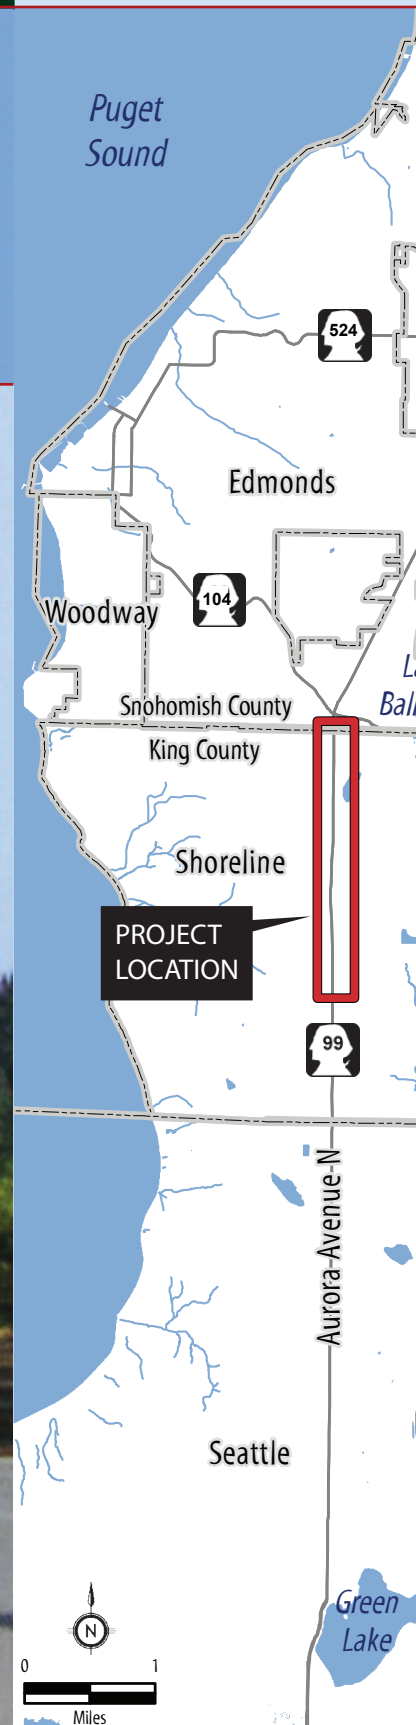 Puget
Sound
524
Edmonds
104
Woodway
Snohomish County
King County
Shoreline
PROJECT
LOCATION
99
Aurora Avenue N
Seattle
Green
Lake
N
0 1
Miles